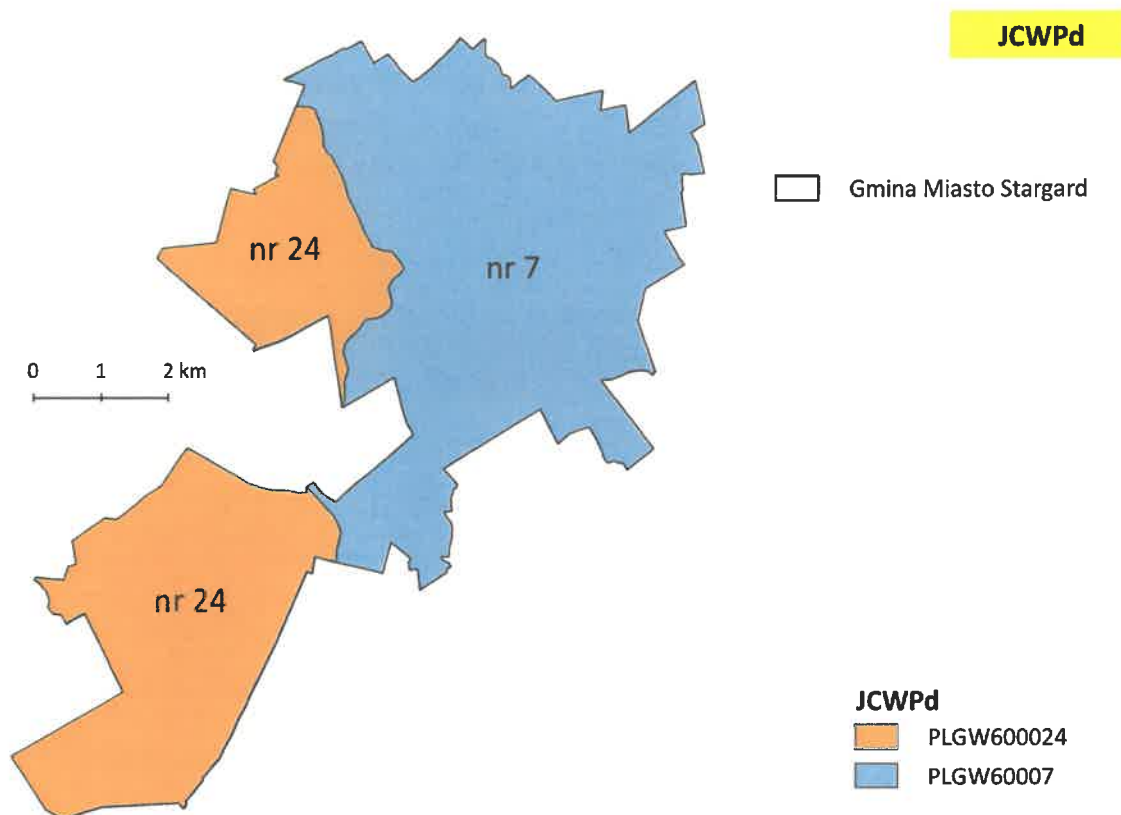 JCWPd
Gmina Miasto Stargard
nr 24
nr 7
0 1 2 km
nr 24
JCWPd
PLGW600024
PLGW60007